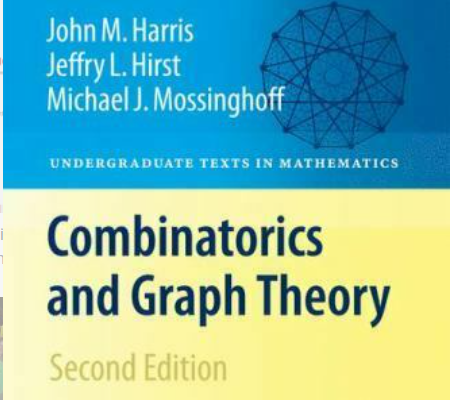 John M. Harris
Jeffry L. Hirst
Michael J. Mossinghoff
UNDERGRADUATE TEXTS IN MATHEMATICS
Combinatorics
and Graph Theory
Second Edition